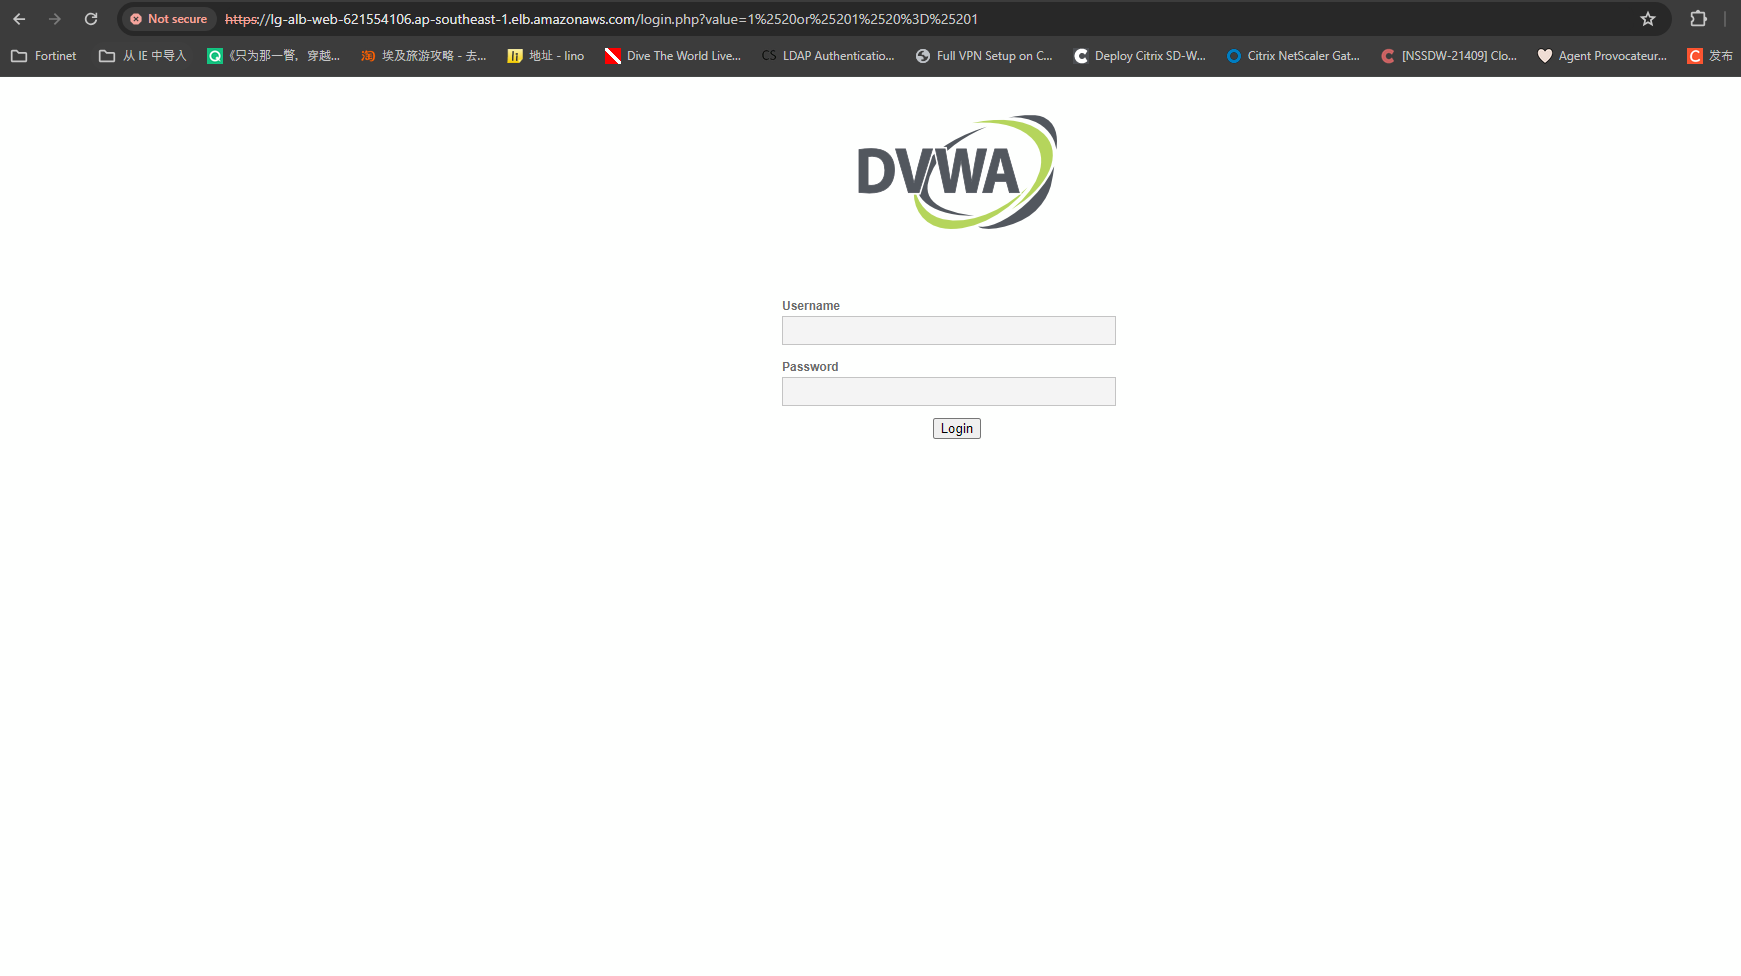 Not secure https://lg-alb-web-621554106.ap-southeast-1.elb.amazonaws.com/login.php?value=1%2520or%25201%2520%3D%25201
Fortinet 从 IE 中导入 《只为那一瞥，穿越... 淘 埃及旅游攻略 - 去... li 地址 - lino Dive The World Live... CS LDAP Authenticatio... Full VPN Setup on C... Deploy Citrix SD-W... Citrix NetScaler Gat... [NSSDW-21409] Clo... Agent Provocateur... C 发布
DVWA
Username
Password
Login